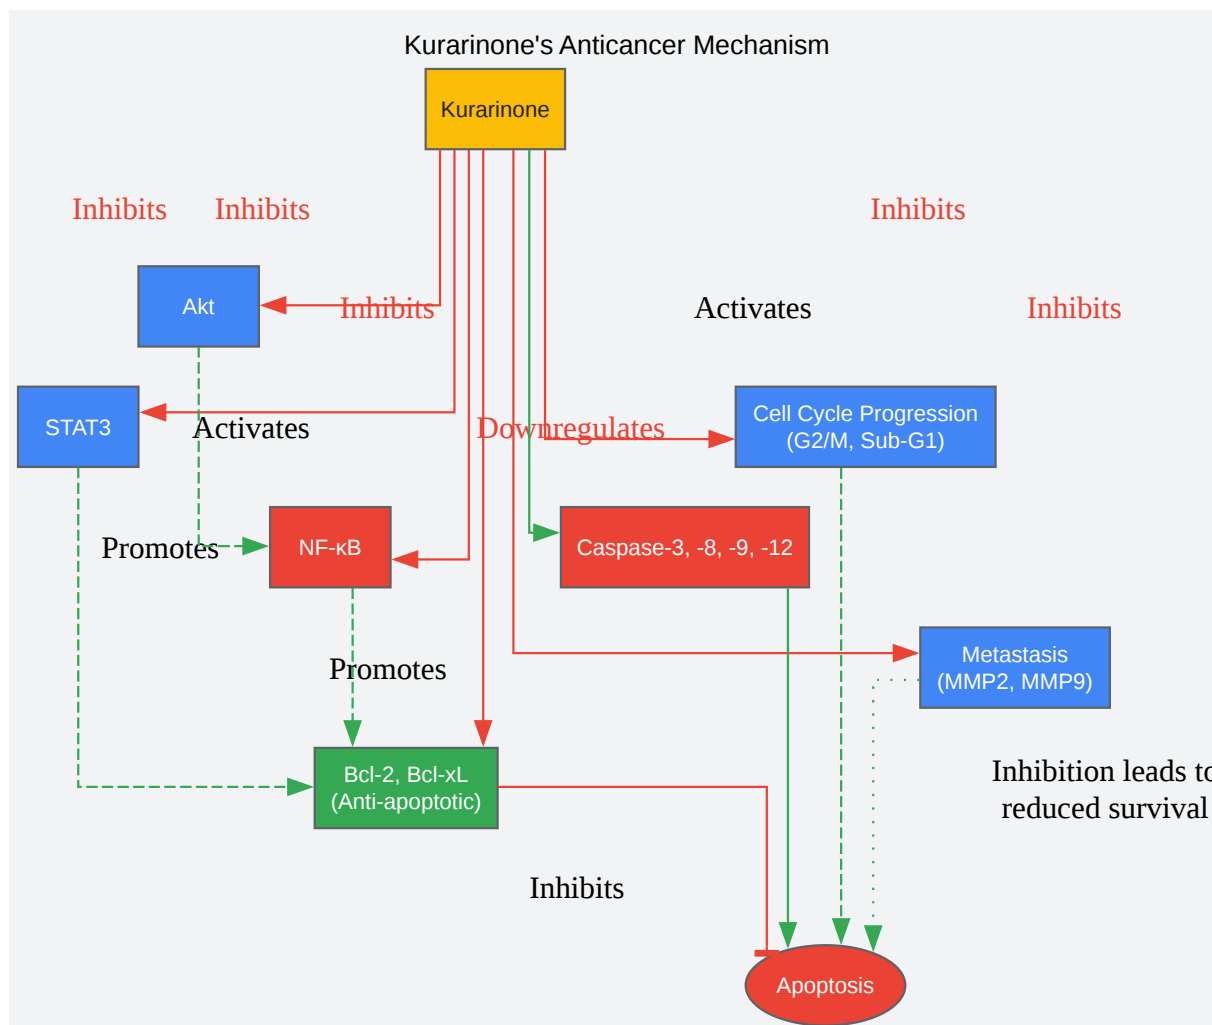 Kurarinone's Anticancer Mechanism
Kurarinone
Inhibits
Inhibits
Inhibits
Akt
Inhibits
Activates
Inhibits
STAT3
Activates
Downregulates
Cell Cycle Progression
(G2/M, Sub-G1)
Promotes
NF-κB
Caspase-3, -8, -9, -12
Promotes
Metastasis
(MMP2, MMP9)
Bcl-2, Bcl-xL
(Anti-apoptotic)
Inhibition leads to
reduced survival
Inhibits
Apoptosis